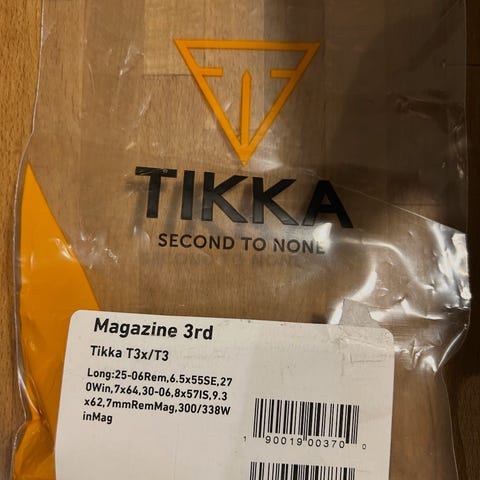 TIKKA
SECOND TO NONE
Magazine 3rd
Tikka T3x/T3
Long:25-06Rem,6.5x55SE,27
0Win,7x64,30-06,8x57IS,9.3
x62,7mmRemMag,300/338W
inMag
1 90019 00370 0